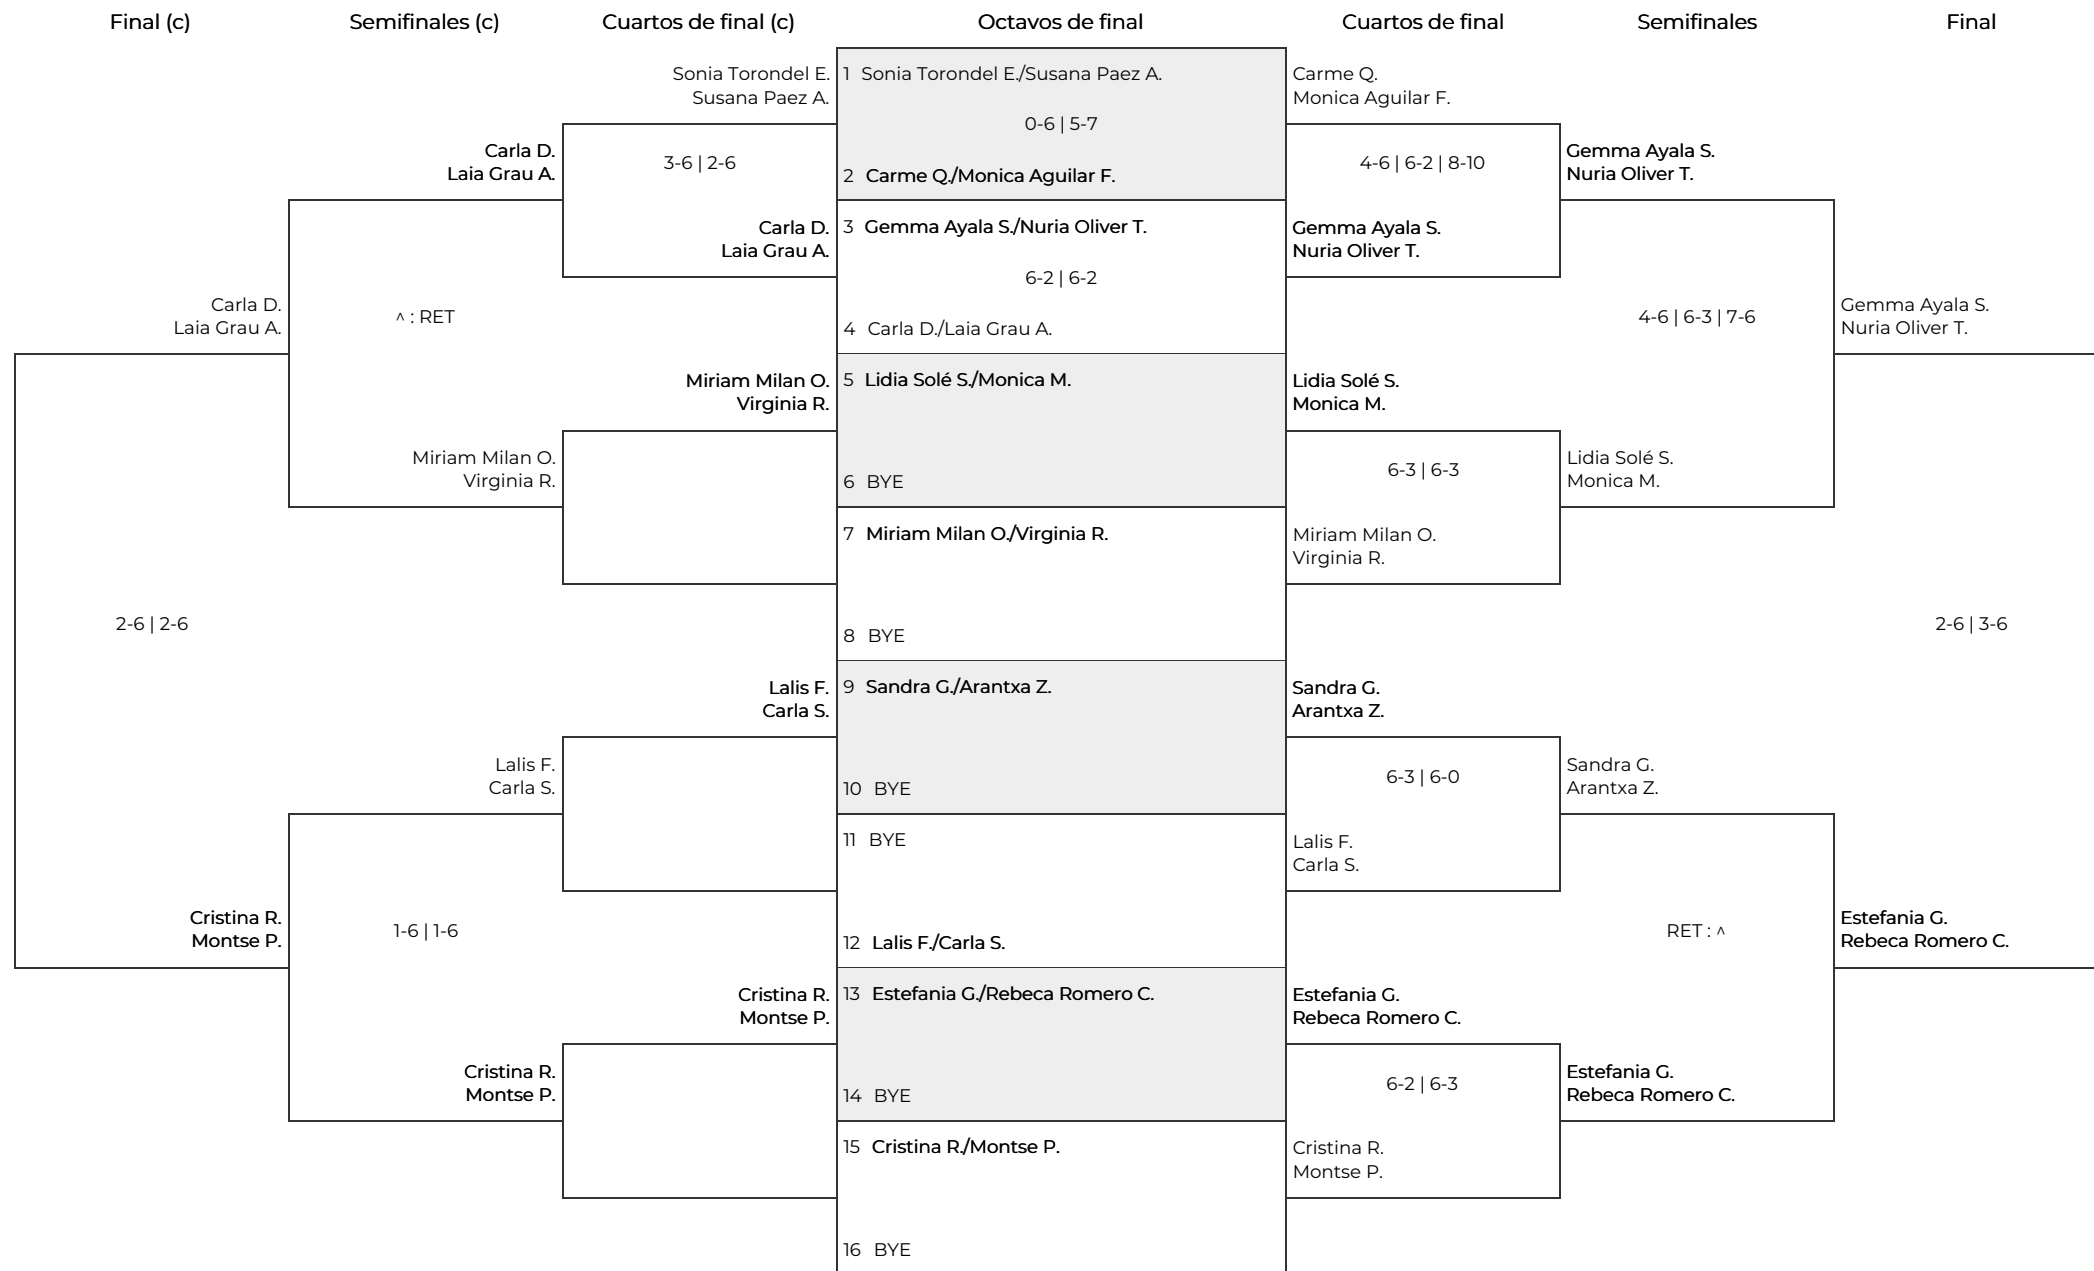 Final (c)
Semifinales (c)
Cuartos de final (c)
Octavos de final
Cuartos de final
Semifinales
Final
Sonia Torondel E.
Susana Paez A.
1 Sonia Torondel E./Susana Paez A.
Carme Q.
Monica Aguilar F.
0-6 | 5-7
Carla D.
Laia Grau A.
3-6 | 2-6
2 Carme Q./Monica Aguilar F.
4-6 | 6-2 | 8-10
Gemma Ayala S.
Nuria Oliver T.
Carla D.
Laia Grau A.
3 Gemma Ayala S./Nuria Oliver T.
Gemma Ayala S.
Nuria Oliver T.
6-2 | 6-2
Carla D.
Laia Grau A.
^ : RET
4 Carla D./Laia Grau A.
4-6 | 6-3 | 7-6
Gemma Ayala S.
Nuria Oliver T.
Miriam Milan O.
Virginia R.
5 Lidia Solé S./Monica M.
Lidia Solé S.
Monica M.
Miriam Milan O.
Virginia R.
6 BYE
6-3 | 6-3
Lidia Solé S.
Monica M.
7 Miriam Milan O./Virginia R.
Miriam Milan O.
Virginia R.
2-6 | 2-6
8 BYE
2-6 | 3-6
Lalis F.
Carla S.
9 Sandra G./Arantxa Z.
Sandra G.
Arantxa Z.
Lalis F.
Carla S.
10 BYE
6-3 | 6-0
Sandra G.
Arantxa Z.
11 BYE
Lalis F.
Carla S.
Cristina R.
Montse P.
1-6 | 1-6
12 Lalis F./Carla S.
RET : ^
Estefania G.
Rebeca Romero C.
Cristina R.
Montse P.
13 Estefania G./Rebeca Romero C.
Estefania G.
Rebeca Romero C.
Cristina R.
Montse P.
14 BYE
6-2 | 6-3
Estefania G.
Rebeca Romero C.
15 Cristina R./Montse P.
Cristina R.
Montse P.
16 BYE